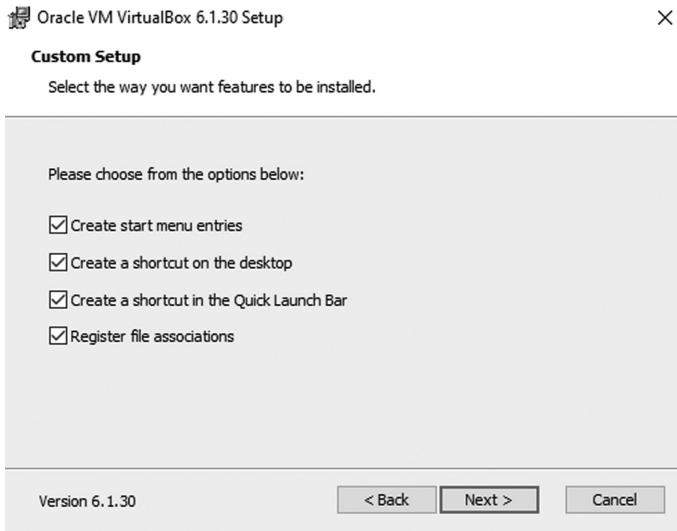 Oracle VM VirtualBox 6.1.30 Setup
Custom Setup
Select the way you want features to be installed.
Please choose from the options below:
Create start menu entries
Create a shortcut on the desktop
Create a shortcut in the Quick Launch Bar
Register file associations
Version 6.1.30
< Back
Next >
Cancel